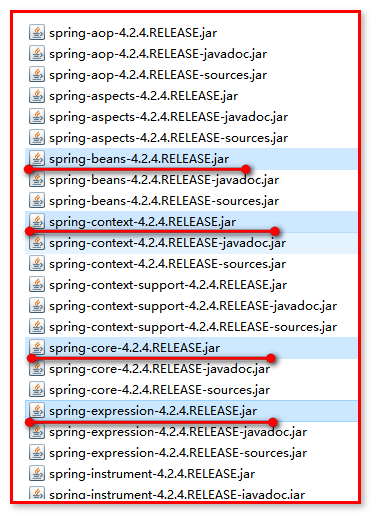 spring-aop-4.2.4.RELEASE.jar
spring-aop-4.2.4.RELEASE-javadoc.jar
spring-aop-4.2.4.RELEASE-sources.jar
spring-aspects-4.2.4.RELEASE.jar
spring-aspects-4.2.4.RELEASE-javadoc.jar
spring-aspects-4.2.4.RELEASE-sources.jar
spring-beans-4.2.4.RELEASE.jar
spring-beans-4.2.4.RELEASE-javadoc.jar
spring-beans-4.2.4.RELEASE-sources.jar
spring-context-4.2.4.RELEASE.jar
spring-context-4.2.4.RELEASE-javadoc.jar
spring-context-4.2.4.RELEASE-sources.jar
spring-context-support-4.2.4.RELEASE.jar
spring-context-support-4.2.4.RELEASE-javadoc.jar
spring-context-support-4.2.4.RELEASE-sources.jar
spring-core-4.2.4.RELEASE.jar
spring-core-4.2.4.RELEASE-javadoc.jar
spring-core-4.2.4.RELEASE-sources.jar
spring-expression-4.2.4.RELEASE.jar
spring-expression-4.2.4.RELEASE-javadoc.jar
spring-expression-4.2.4.RELEASE-sources.jar
spring-instrument-4.2.4.RELEASE.jar
spring-instrument-4.2.4.RELEASE-javadoc.jar